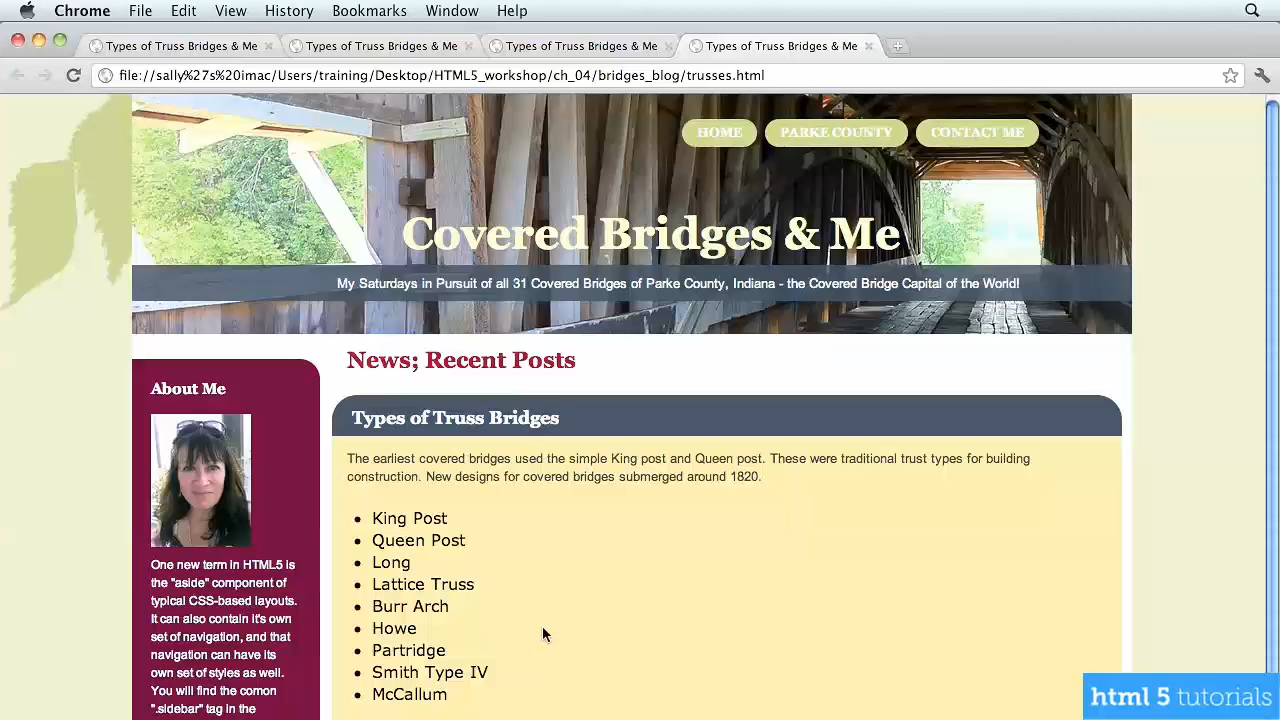 Chrome File Edit View History Bookmarks Window Help
Types of Truss Bridges & Me Types of Truss Bridges & Me Types of Truss Bridges & Me Types of Truss Bridges & Me
file://sally%27s%20imac/Users/training/Desktop/HTML5_workshop/ch_04/bridges_blog/trusses.html
HOME PARKE COUNTY CONTACT ME
Covered Bridges & Me
My Saturdays in Pursuit of all 31 Covered Bridges of Parke County, Indiana - the Covered Bridge Capital of the World!
News; Recent Posts
About Me
Types of Truss Bridges
The earliest covered bridges used the simple King post and Queen post. These were traditional trust types for building
construction. New designs for covered bridges submerged around 1820.
King Post
Queen Post
Long
Lattice Truss
Burr Arch
Howe
Partridge
Smith Type IV
McCallum
One new term in HTML5 is
the "aside" component of
typical CSS-based layouts.
It can also contain it's own
set of navigation, and that
navigation can have its
own set of styles as well.
You will find the comon
".sidebar" tag in the
html 5 tutorials